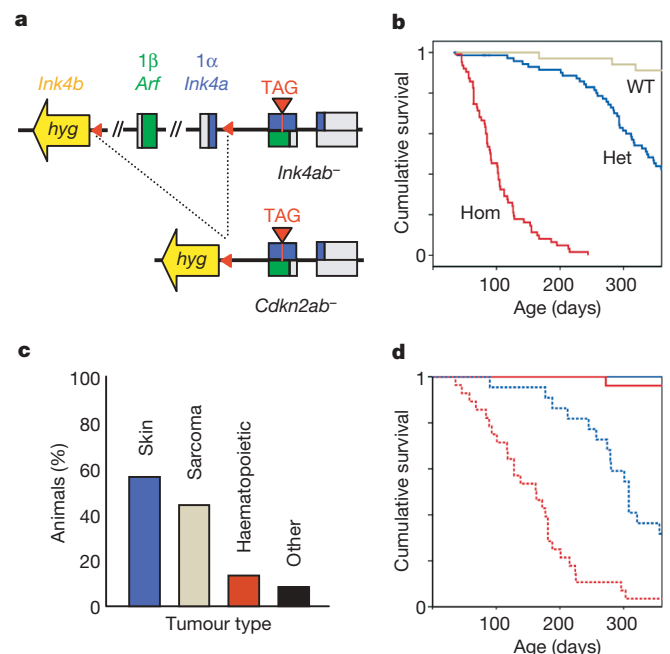 a
1β 1α
Ink4b Arf Ink4a TAG
hyg // //
Ink4ab⁻
TAG
hyg
Cdkn2ab⁻
b
Cumulative survival
1
0
WT
Het
Hom
100 200 300
Age (days)
c
Animals (%)
100
80
60
40
20
0
Skin
Sarcoma
Haematopoietic
Other
Tumour type
d
Cumulative survival
1
0
100 200 300
Age (days)